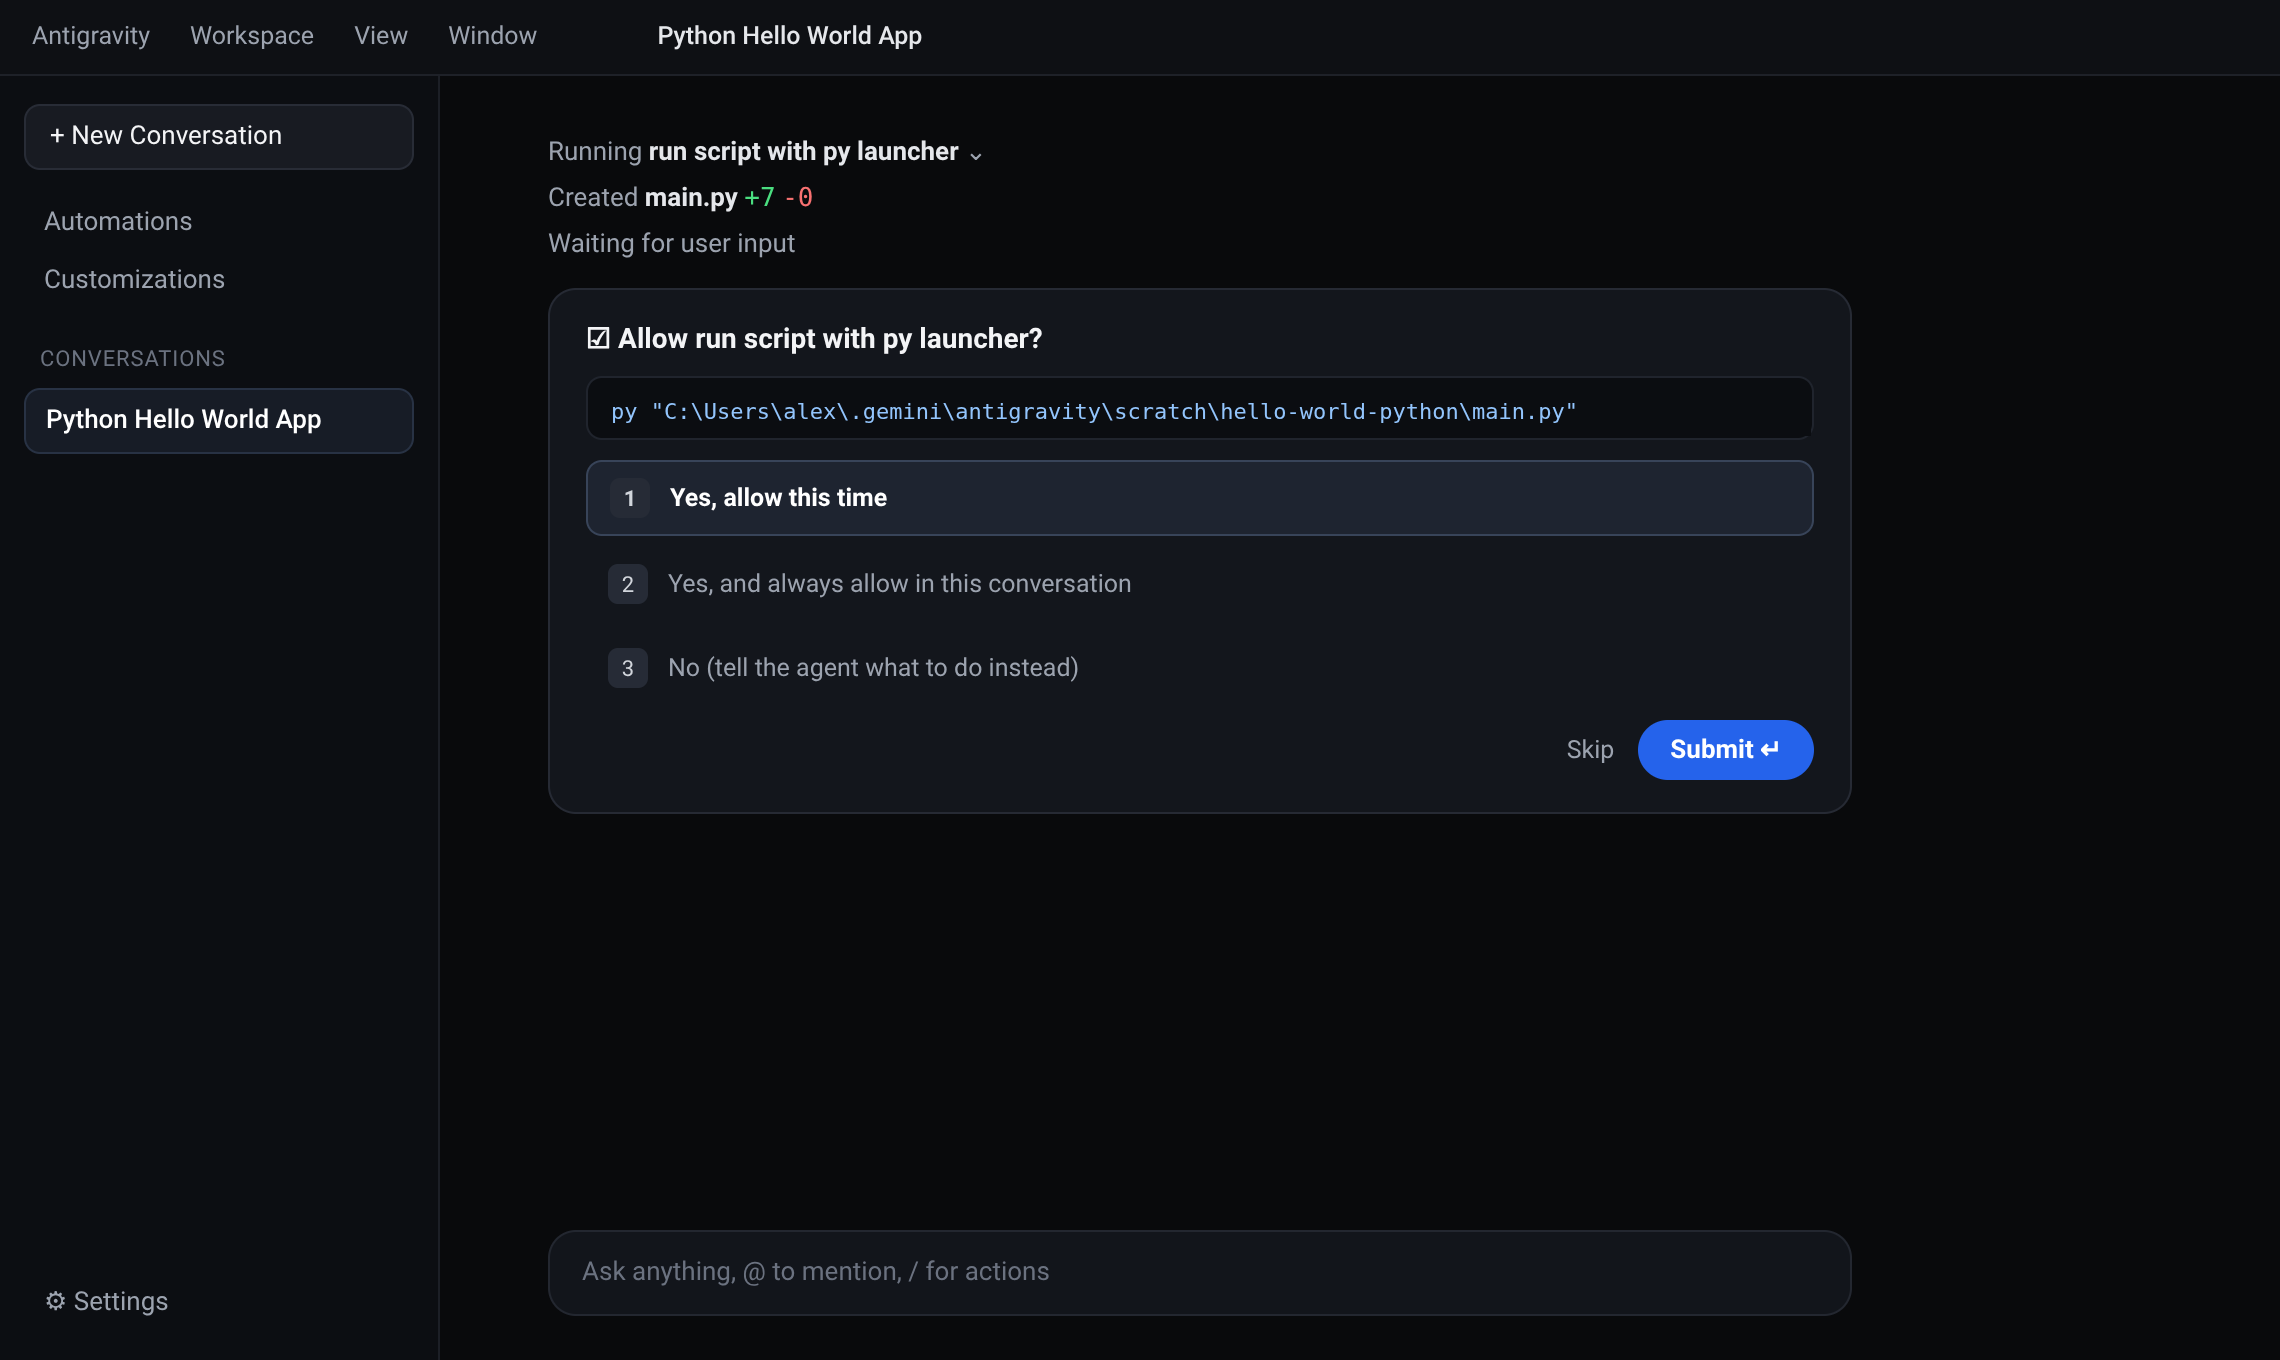 Antigravity Workspace View Window Python Hello World App
+ New Conversation
Automations
Customizations
CONVERSATIONS
Python Hello World App
⚙ Settings
Running run script with py launcher ⌄
Created main.py +7 -0
Waiting for user input
☑ Allow run script with py launcher?
py "C:\Users\alex\.gemini\antigravity\scratch\hello-world-python\main.py"
1 Yes, allow this time
2 Yes, and always allow in this conversation
3 No (tell the agent what to do instead)
Skip Submit ↵
Ask anything, @ to mention, / for actions